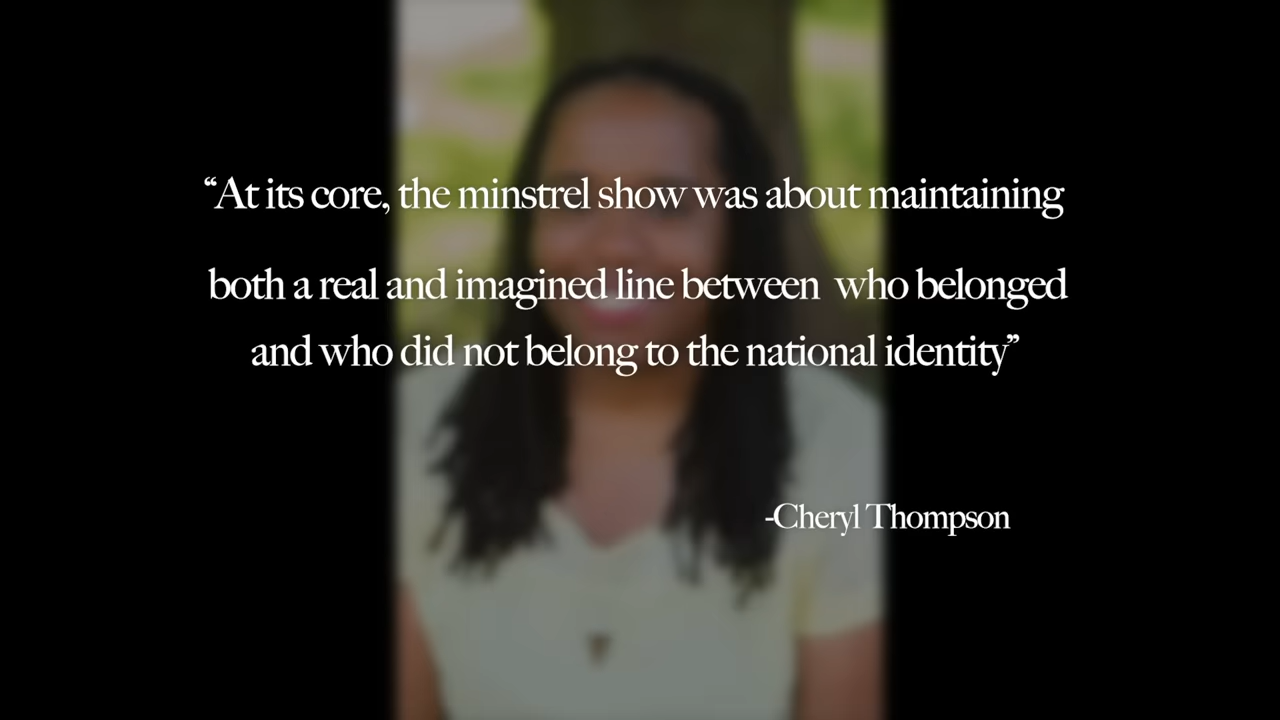 “At its core, the minstrel show was about maintaining
both a real and imagined line between who belonged
and who did not belong to the national identity”
-Cheryl Thompson